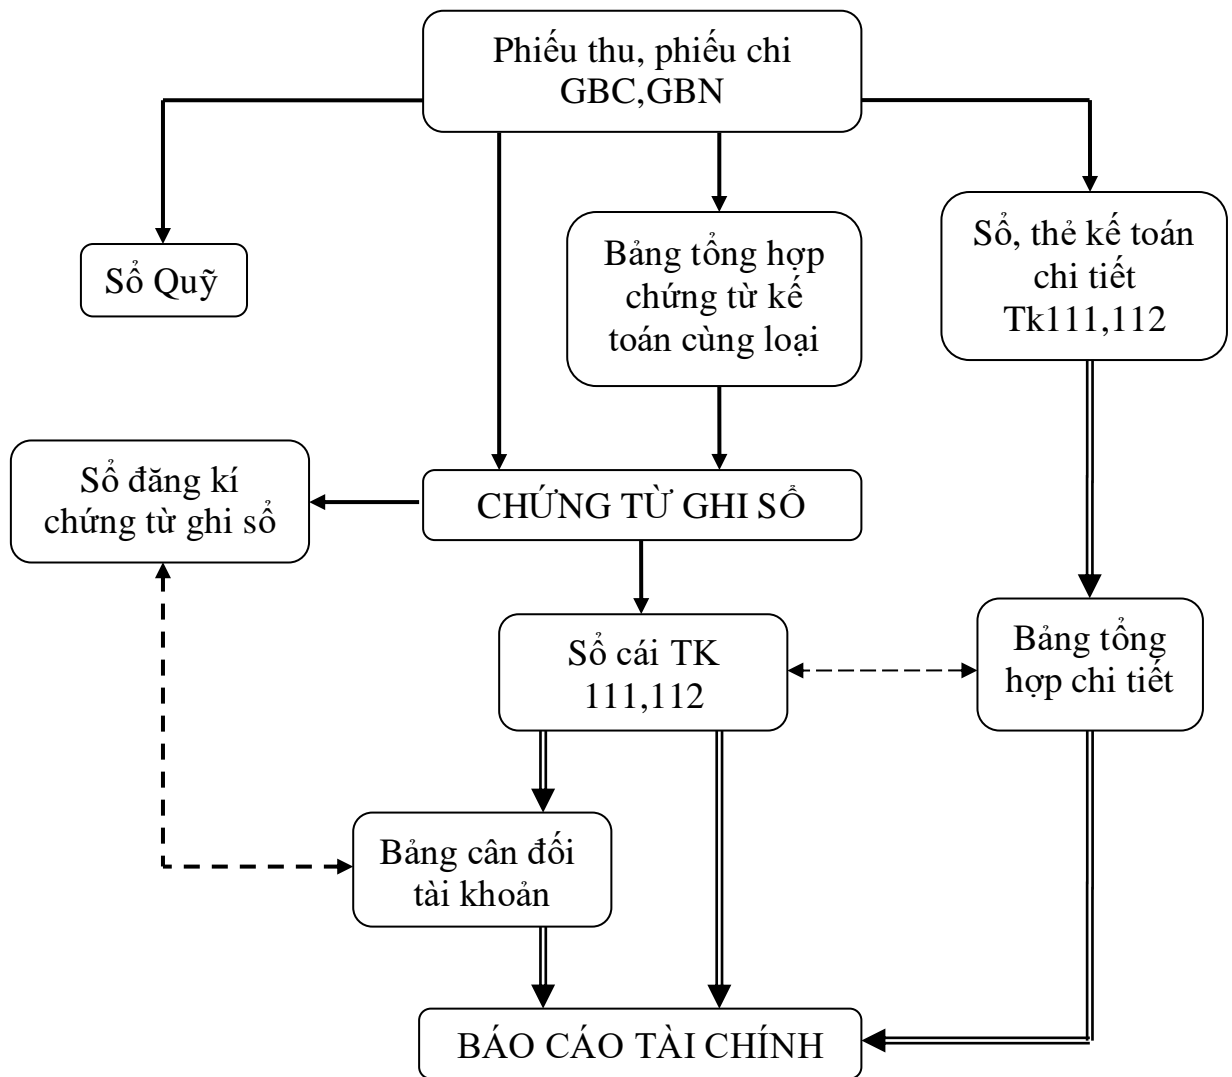 Phiếu thu, phiếu chi
GBC,GBN
Sổ Quỹ
Bảng tổng hợp
chứng từ kế
toán cùng loại
Sổ, thẻ kế toán
chi tiết
Tk111,112
Sổ đăng kí
chứng từ ghi sổ
CHỨNG TỪ GHI SỔ
Sổ cái TK
111,112
Bảng tổng
hợp chi tiết
Bảng cân đối
tài khoản
BÁO CÁO TÀI CHÍNH